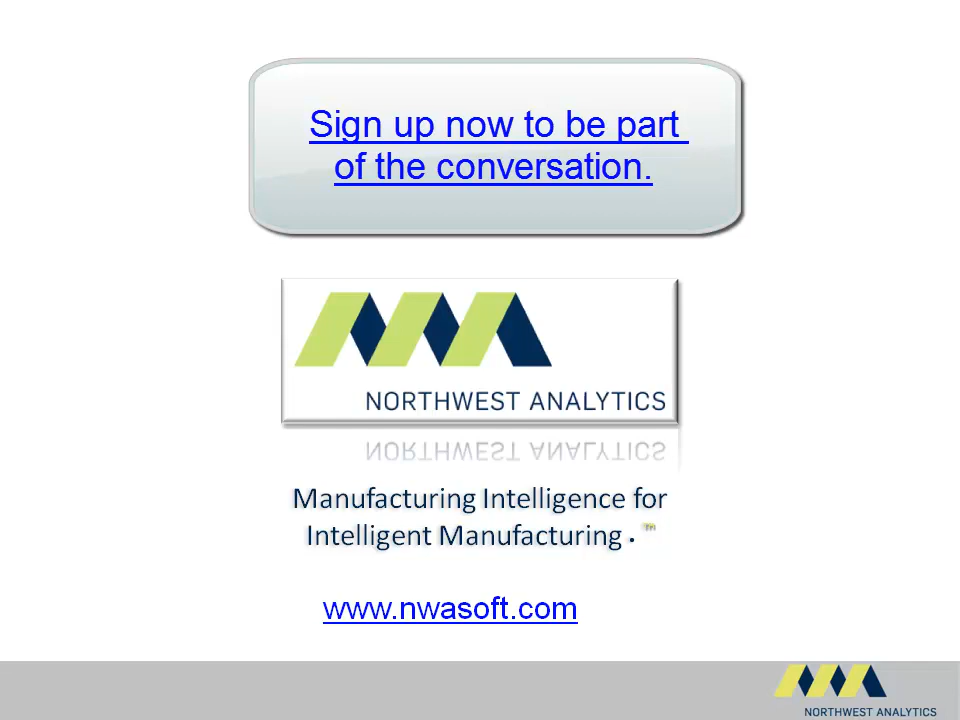 Sign up now to be part
of the conversation.
NORTHWEST ANALYTICS
Manufacturing Intelligence for
Intelligent Manufacturing . ™
www.nwasoft.com
NORTHWEST ANALYTICS